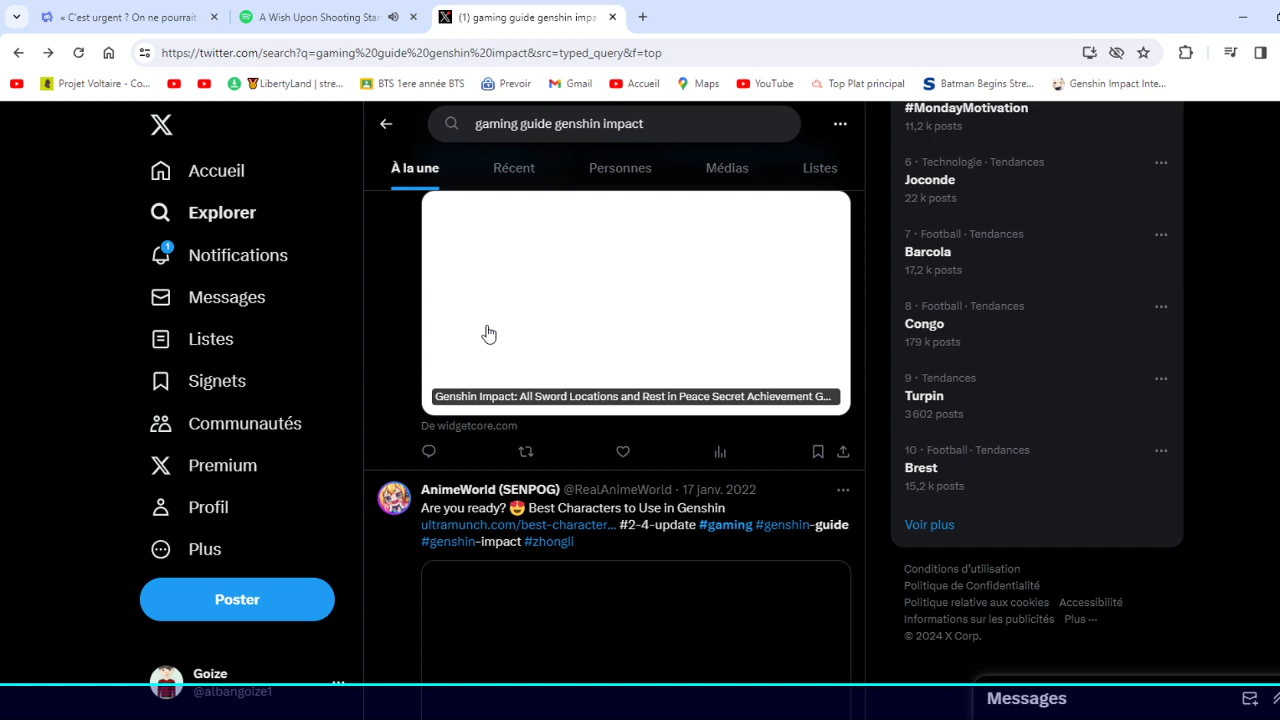 « C'est urgent ? On ne pourrait
A Wish Upon Shooting Star
(1) gaming guide genshin impa
https://twitter.com/search?q=gaming%20guide%20genshin%20impact&src=typed_query&f=top
Projet Voltaire - Co...
LibertyLand | stre...
BTS 1ere année BTS
Prevoir
Gmail
Accueil
Maps
YouTube
Top Plat principal
Batman Begins Stre...
Genshin Impact Inte...
Accueil
Explorer
1
Notifications
Messages
Listes
Signets
Communautés
Premium
Profil
Plus
Poster
Goize
@albangoize1
gaming guide genshin impact
À la une
Récent
Personnes
Médias
Listes
Genshin Impact: All Sword Locations and Rest in Peace Secret Achievement G...
De widgetcore.com
AnimeWorld (SENPOG) @RealAnimeWorld · 17 janv. 2022
Are you ready? 😍 Best Characters to Use in Genshin
ultramunch.com/best-character... #2-4-update #gaming #genshin-guide
#genshin-impact #zhongli
#MondayMotivation
11,2 k posts
6 · Technologie · Tendances
Joconde
22 k posts
7 · Football · Tendances
Barcola
17,2 k posts
8 · Football · Tendances
Congo
179 k posts
9 · Tendances
Turpin
3 602 posts
10 · Football · Tendances
Brest
15,2 k posts
Voir plus
Conditions d'utilisation
Politique de Confidentialité
Politique relative aux cookies Accessibilité
Informations sur les publicités Plus ···
© 2024 X Corp.
Messages